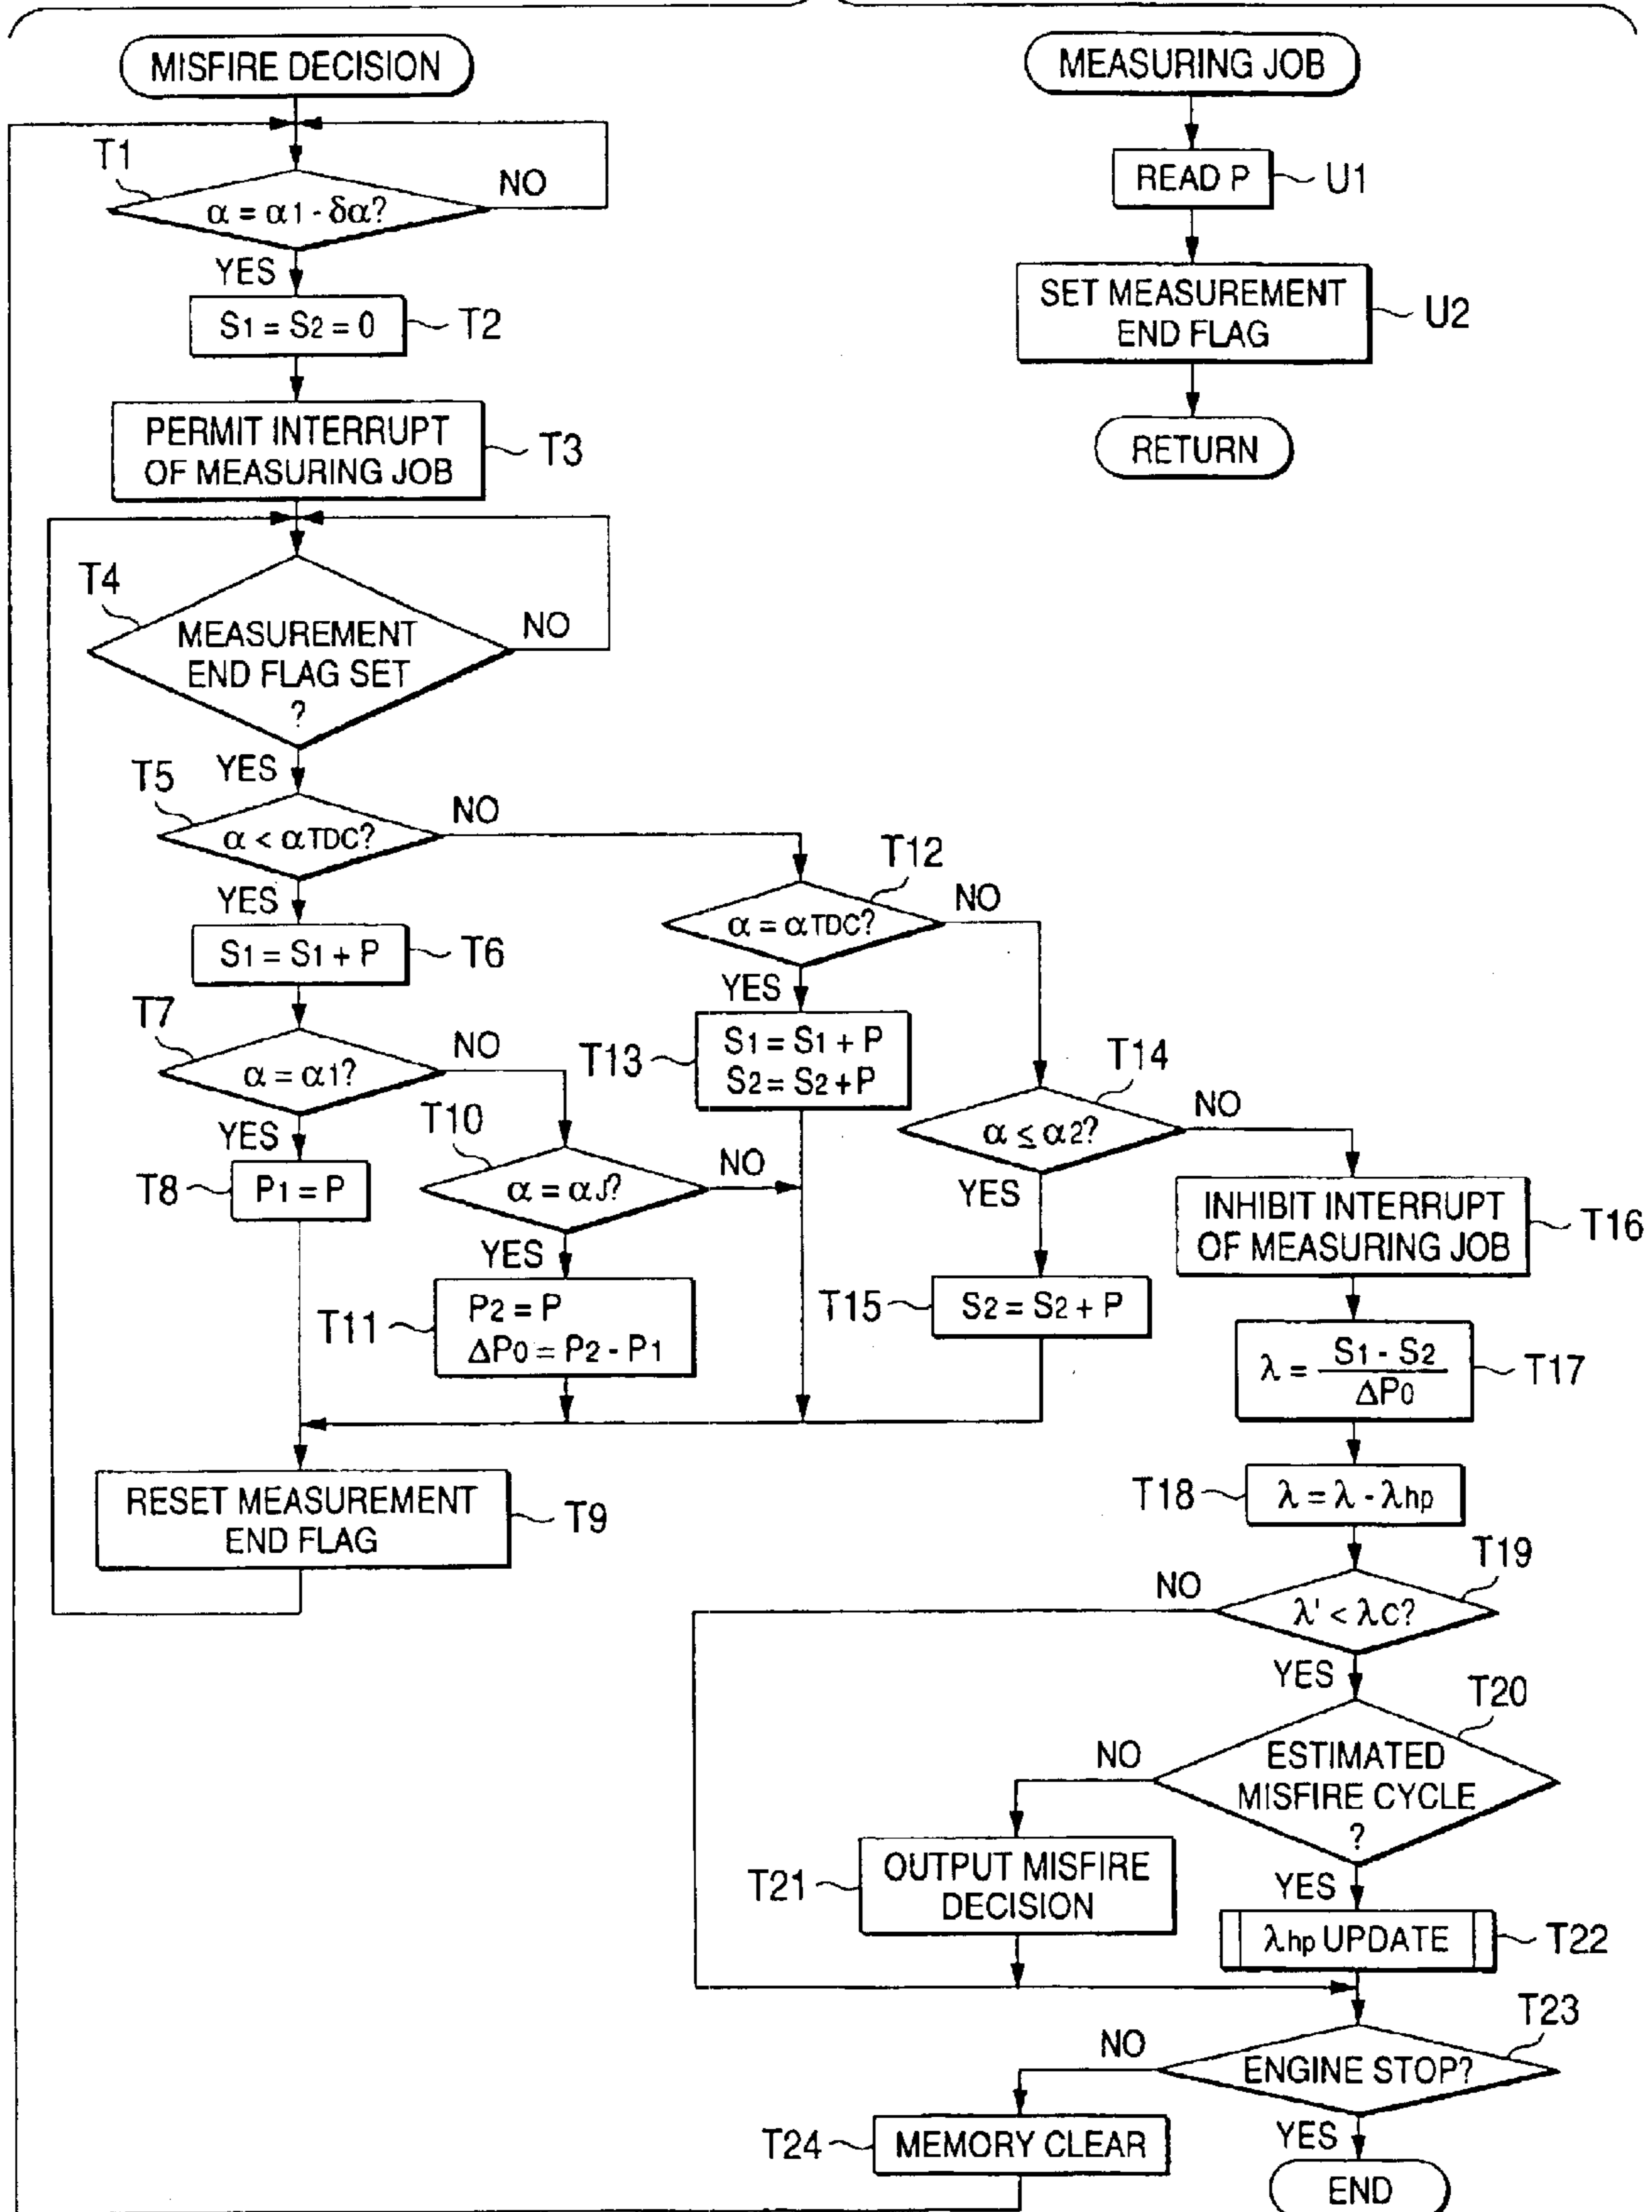 MISFIRE DECISION
T1
α = α1 - δα?
NO
YES
S1 = S2 = 0
T2
PERMIT INTERRUPT
OF MEASURING JOB
T3
T4
MEASUREMENT
END FLAG SET
?
NO
YES
T5
α < αTDC?
NO
YES
S1 = S1 + P
T6
T7
α = α1?
NO
YES
T8
P1 = P
T10
α = αJ?
NO
YES
T11
P2 = P
ΔP0 = P2 - P1
RESET MEASUREMENT
END FLAG
T9
T12
α = αTDC?
NO
YES
T13
S1 = S1 + P
S2 = S2 + P
T14
α ≤ α2?
NO
YES
T15
S2 = S2 + P
INHIBIT INTERRUPT
OF MEASURING JOB
T16
λ = S1 - S2
ΔP0
T17
T18
λ = λ - λhp
T19
λ' < λC?
NO
YES
T20
ESTIMATED
MISFIRE CYCLE
?
NO
YES
T21
OUTPUT MISFIRE
DECISION
λhp UPDATE
T22
T23
ENGINE STOP?
NO
YES
T24
MEMORY CLEAR
END
MEASURING JOB
READ P
U1
SET MEASUREMENT
END FLAG
U2
RETURN